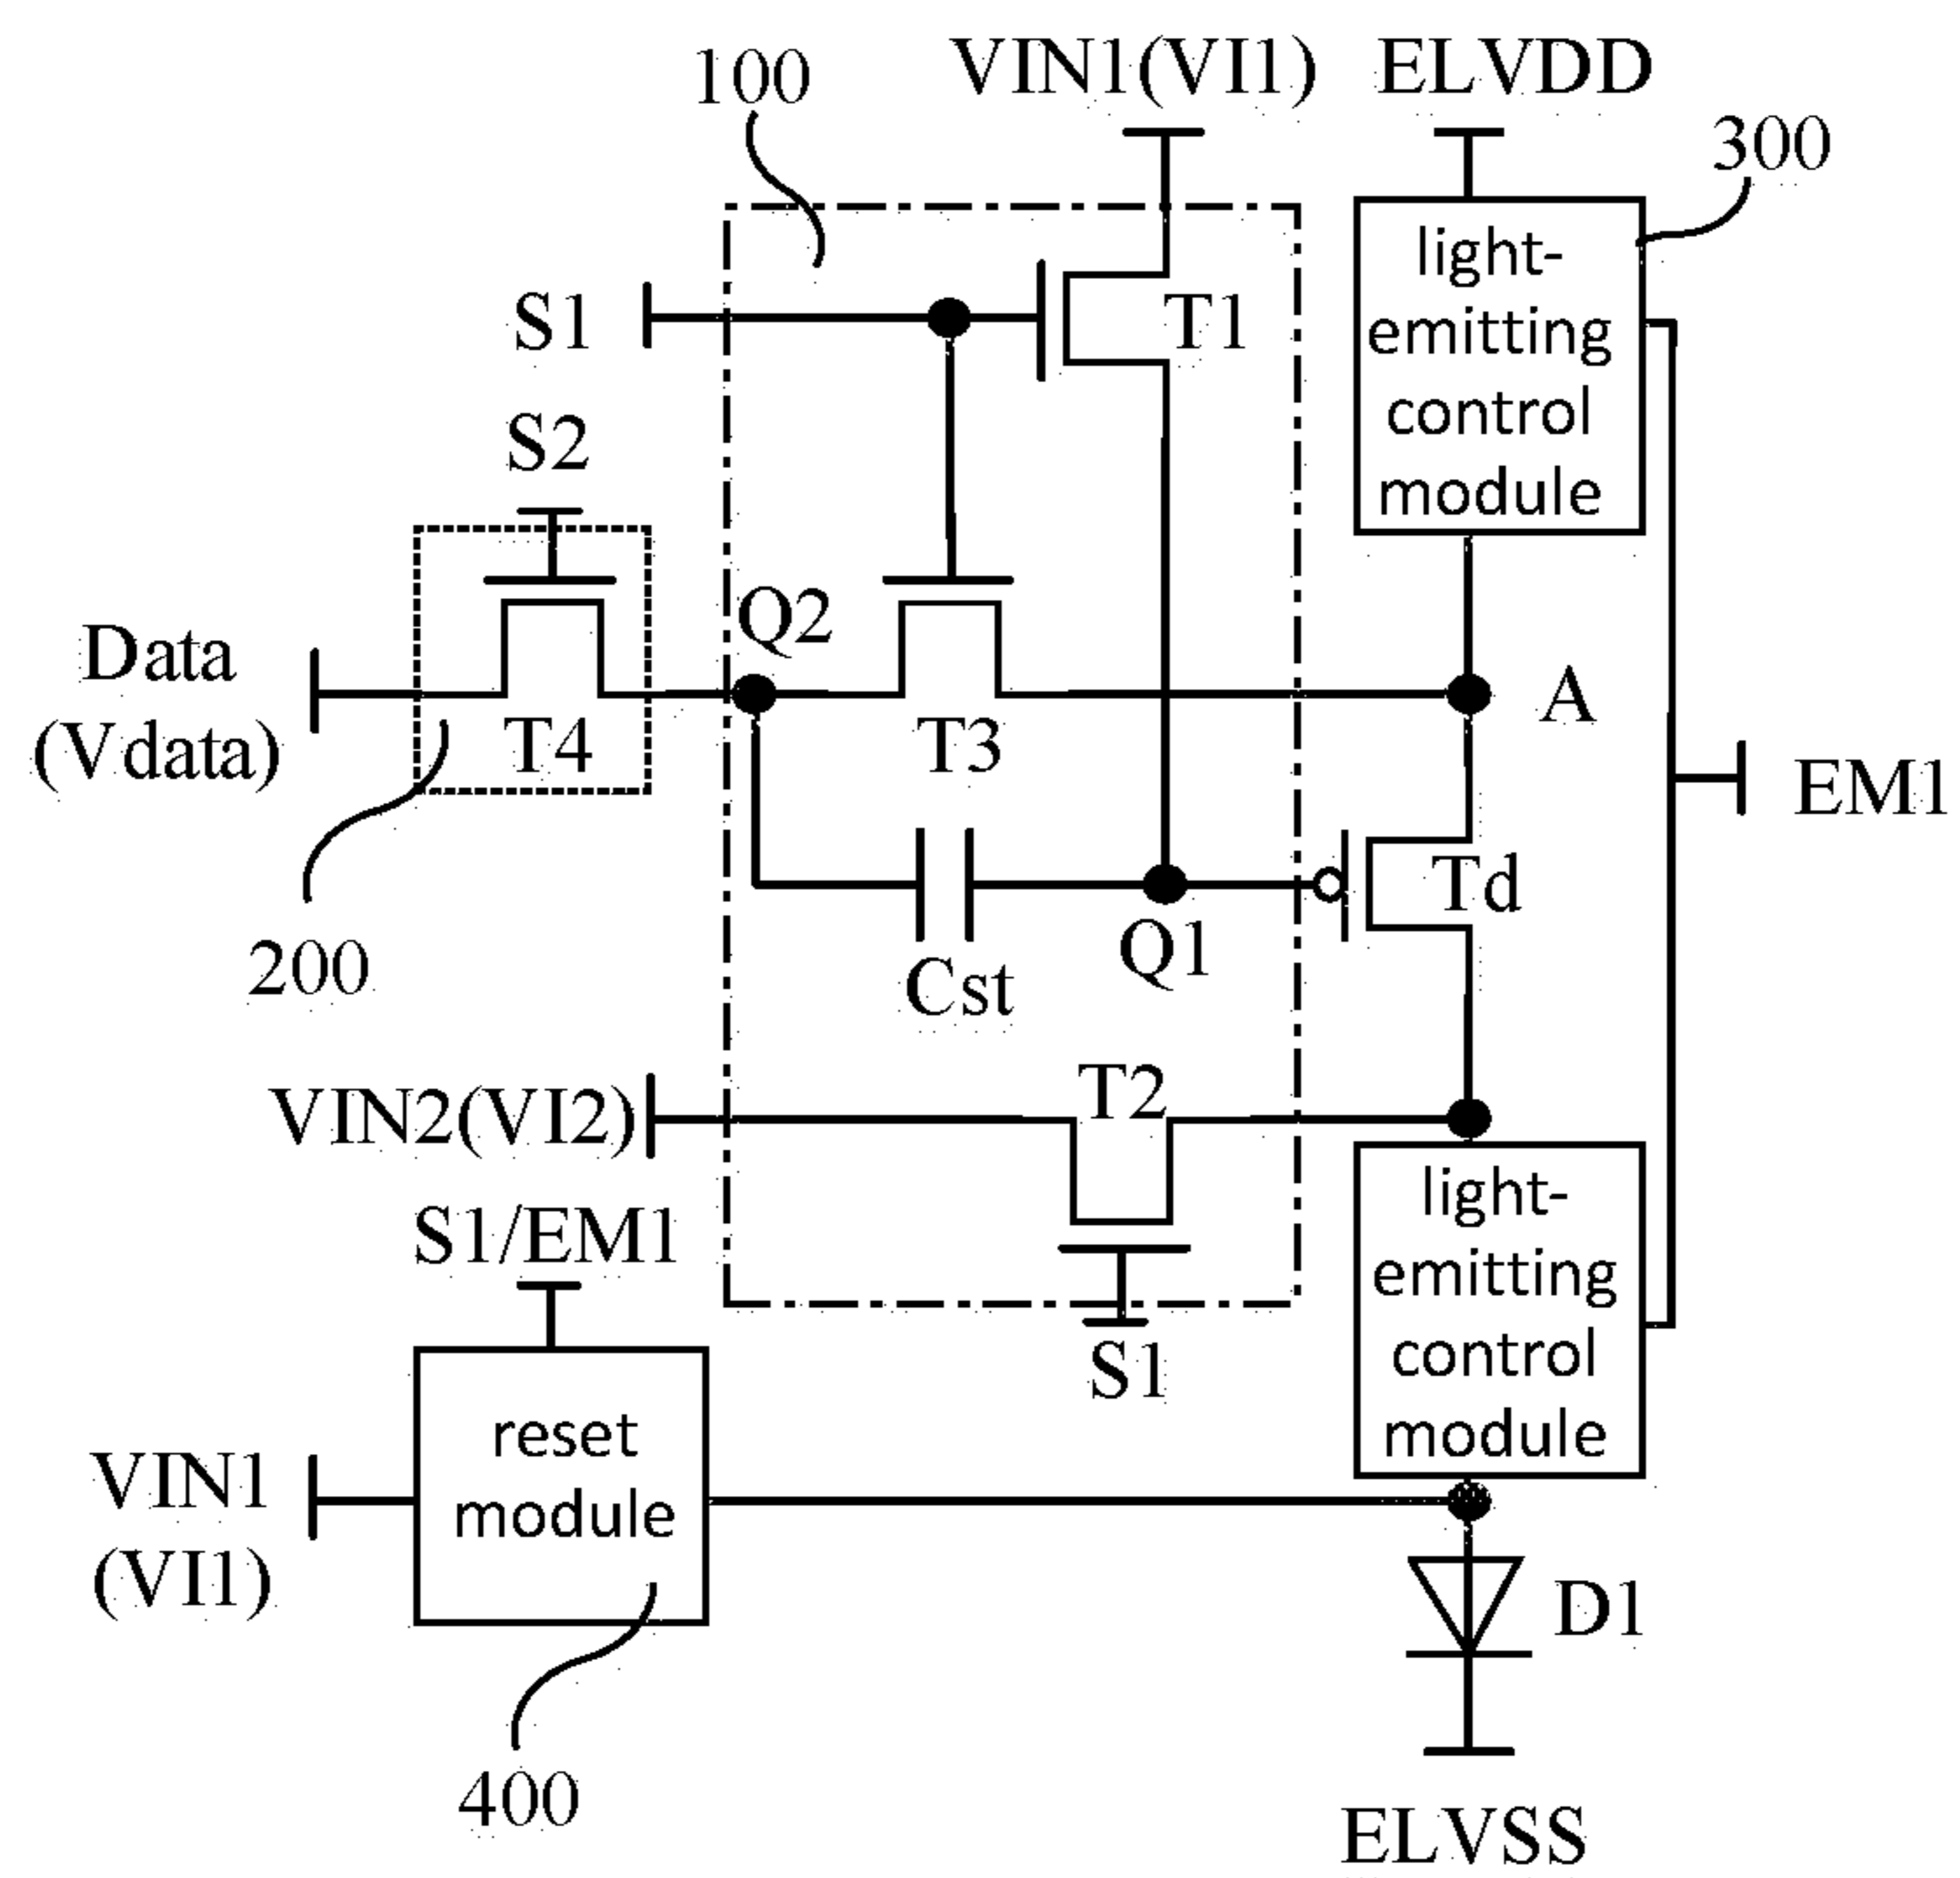 100
VIN1(VI1)
ELVDD
300
light-
emitting
control
module
S1
T1
S2
Q2
Data
(Vdata)
T4
T3
A
EM1
Td
200
Cst
Q1
VIN2(VI2)
T2
S1/EM1
light-
emitting
control
module
S1
reset
module
VIN1
(VI1)
D1
400
ELVSS